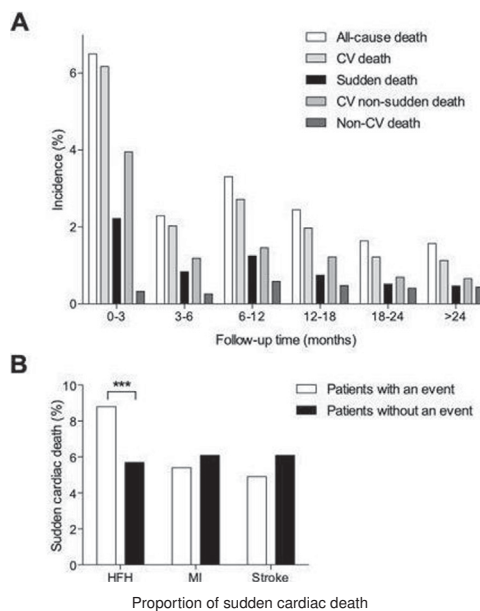 A
All-cause death
CV death
Sudden death
CV non-sudden death
Non-CV death
Incidence (%)
6
4
2
0
0-3 3-6 6-12 12-18 18-24 >24
Follow-up time (months)
B
Patients with an event
Patients without an event
***
Sudden cardiac death (%)
10
8
6
4
2
0
HFH MI Stroke
Proportion of sudden cardiac death